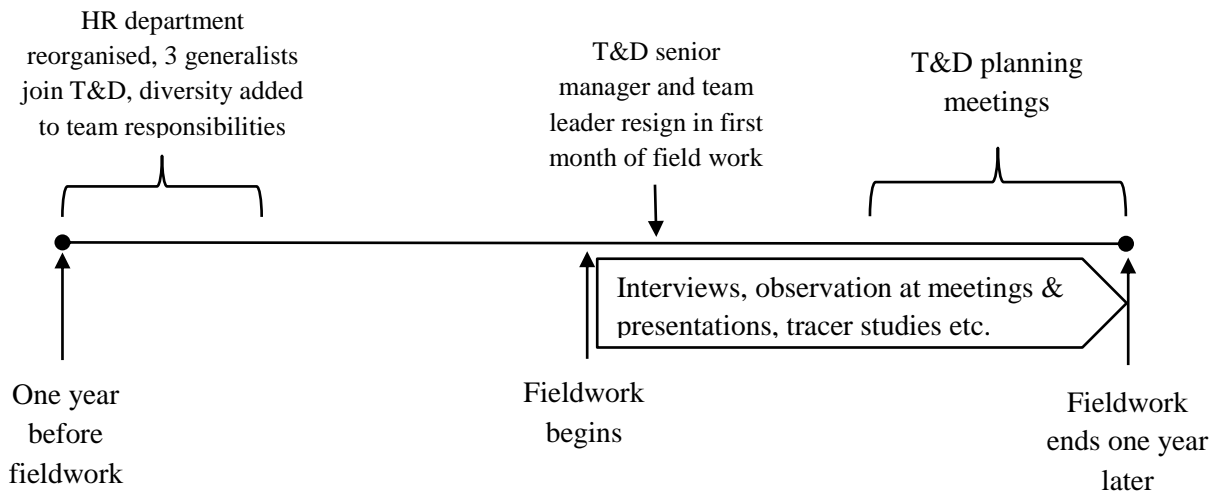 HR department
reorganised, 3 generalists
join T&D, diversity added
to team responsibilities
T&D senior
manager and team
leader resign in first
month of field work
T&D planning
meetings
Interviews, observation at meetings &
presentations, tracer studies etc.
One year
before
fieldwork
Fieldwork
begins
Fieldwork
ends one year
later